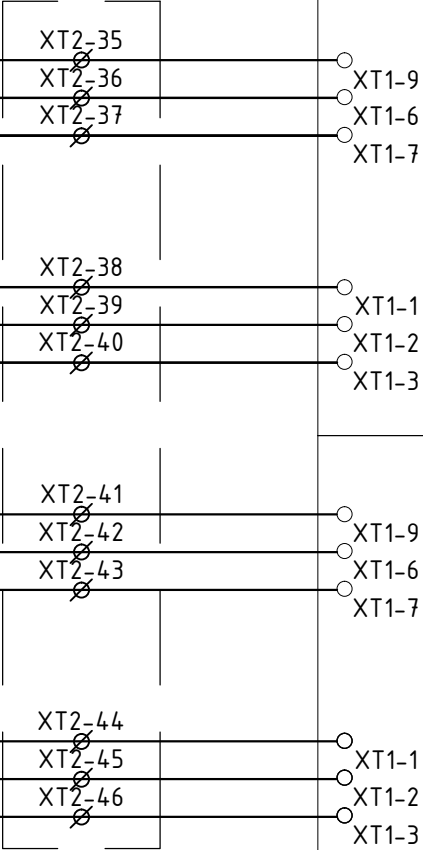 XT2-35
XT1-9
XT2-36
XT1-6
XT2-37
XT1-7
XT2-38
XT1-1
XT2-39
XT1-2
XT2-40
XT1-3
XT2-41
XT1-9
XT2-42
XT1-6
XT2-43
XT1-7
XT2-44
XT1-1
XT2-45
XT1-2
XT2-46
XT1-3